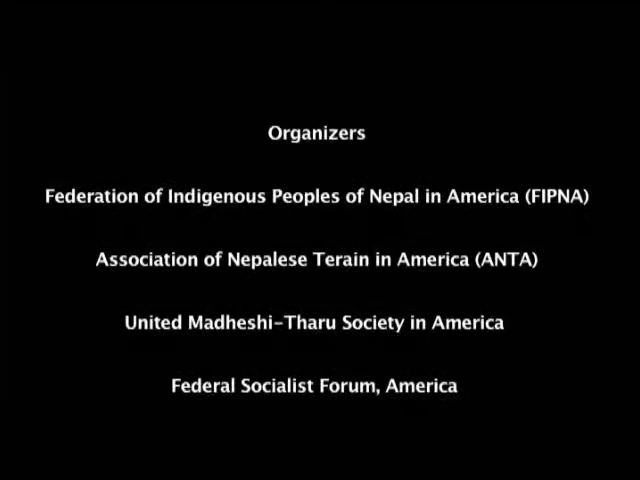 Organizers
Federation of Indigenous Peoples of Nepal in America (FIPNA)
Association of Nepalese Terain in America (ANTA)
United Madheshi-Tharu Society in America
Federal Socialist Forum, America